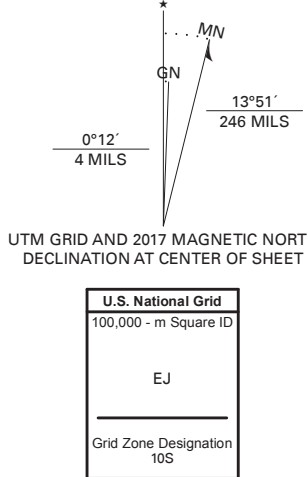 ★
MN
GN
13°51´
246 MILS
0°12´
4 MILS
UTM GRID AND 2017 MAGNETIC NORT
DECLINATION AT CENTER OF SHEET
U.S. National Grid
100,000 - m Square ID
EJ
Grid Zone Designation
10S